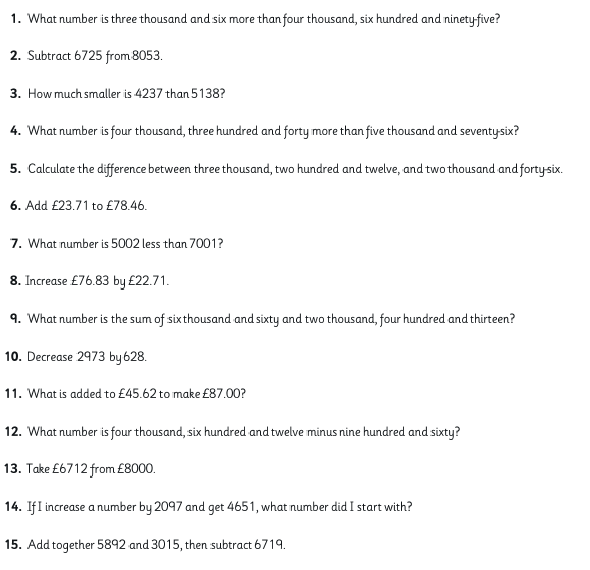 1. What number is three thousand and six more than four thousand, six hundred and ninety-five?
2. Subtract 6725 from 8053.
3. How much smaller is 4237 than 5138?
4. What number is four thousand, three hundred and forty more than five thousand and seventy-six?
5. Calculate the difference between three thousand, two hundred and twelve, and two thousand and forty-six.
6. Add £23.71 to £78.46.
7. What number is 5002 less than 7001?
8. Increase £76.83 by £22.71.
9. What number is the sum of six thousand and sixty and two thousand, four hundred and thirteen?
10. Decrease 2973 by 628.
11. What is added to £45.62 to make £87.00?
12. What number is four thousand, six hundred and twelve minus nine hundred and sixty?
13. Take £6712 from £8000.
14. If I increase a number by 2097 and get 4651, what number did I start with?
15. Add together 5892 and 3015, then subtract 6719.